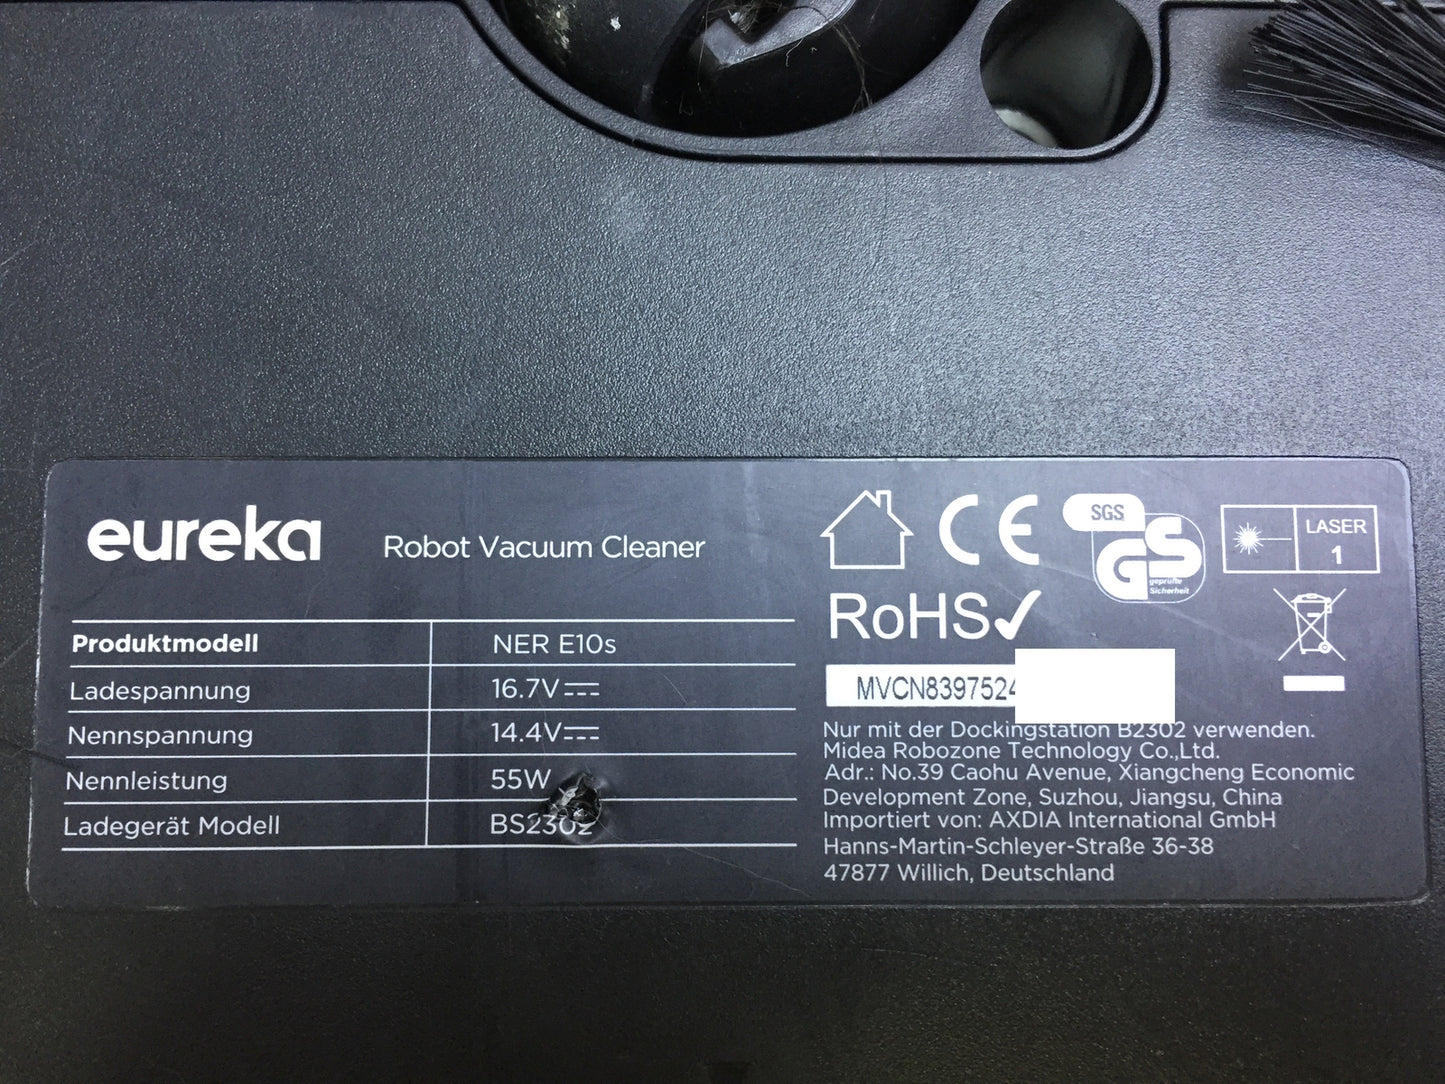 eureka Robot Vacuum Cleaner
Produktmodell NER E10s
Ladespannung 16.7V
Nennspannung 14.4V
Nennleistung 55W
Ladegerät Modell BS2302
CE
SGS
GS
geprüfte
Sicherheit
LASER
1
RoHS✓
MVCN8397524
Nur mit der Dockingstation B2302 verwenden.
Midea Robozone Technology Co.,Ltd.
Adr.: No.39 Caohu Avenue, Xiangcheng Economic
Development Zone, Suzhou, Jiangsu, China
Importiert von: AXDIA International GmbH
Hanns-Martin-Schleyer-Straße 36-38
47877 Willich, Deutschland